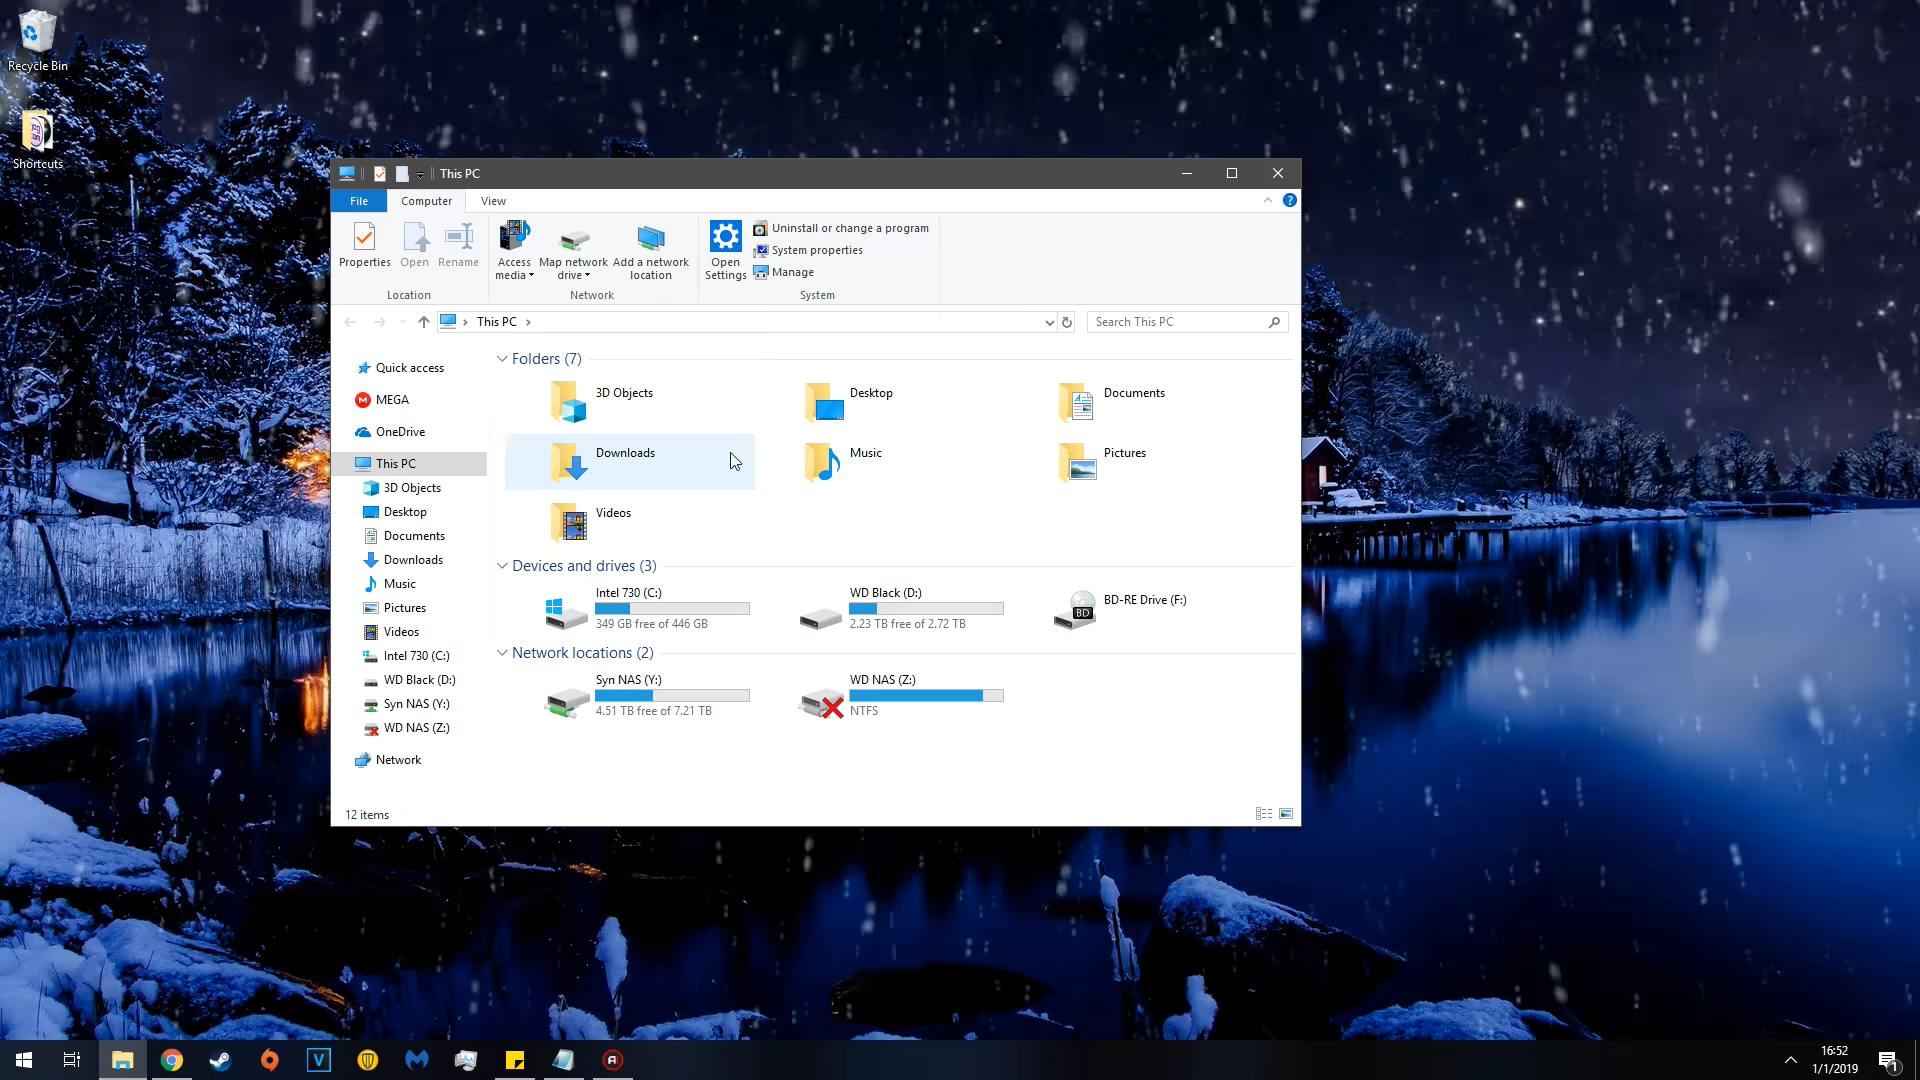 Recycle Bin
Shortcuts
This PC
File Computer View
Properties Open Rename
Access media
Map network drive
Add a network location
Open Settings
Uninstall or change a program
System properties
Manage
Location Network System
This PC
Search This PC
Quick access
MEGA
OneDrive
This PC
3D Objects
Desktop
Documents
Downloads
Music
Pictures
Videos
Intel 730 (C:)
WD Black (D:)
Syn NAS (Y:)
WD NAS (Z:)
Network
Folders (7)
3D Objects Desktop Documents
Downloads Music Pictures
Videos
Devices and drives (3)
Intel 730 (C:)
349 GB free of 446 GB
WD Black (D:)
2.23 TB free of 2.72 TB
BD-RE Drive (F:)
BD
Network locations (2)
Syn NAS (Y:)
4.51 TB free of 7.21 TB
WD NAS (Z:)
NTFS
12 items
V
16:52
1/1/2019
1